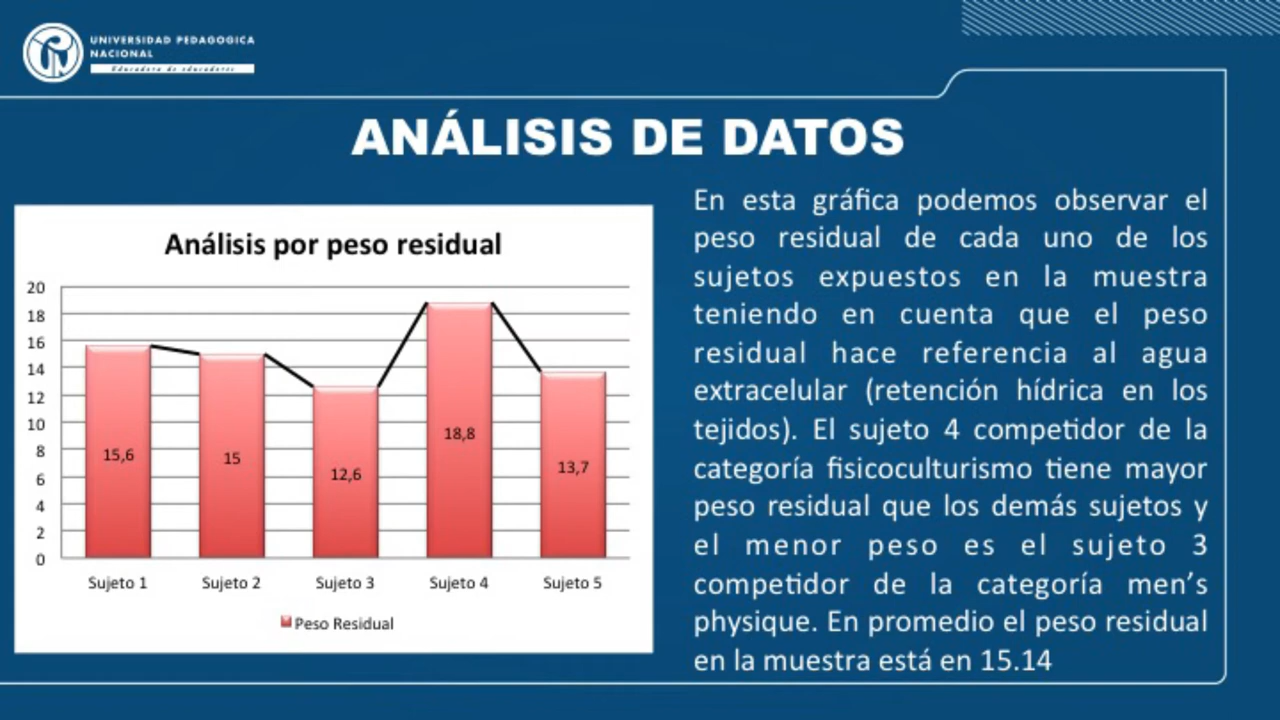 UNIVERSIDAD PEDAGOGICA
NACIONAL
Educadora de educadores
ANÁLISIS DE DATOS
Análisis por peso residual
20
18
16
14
12
10
8
6
4
2
0
15,6
15
12,6
18,8
13,7
Sujeto 1 Sujeto 2 Sujeto 3 Sujeto 4 Sujeto 5
Peso Residual
En esta gráfica podemos observar el
peso residual de cada uno de los
sujetos expuestos en la muestra
teniendo en cuenta que el peso
residual hace referencia al agua
extracelular (retención hídrica en los
tejidos). El sujeto 4 competidor de la
categoría fisicoculturismo tiene mayor
peso residual que los demás sujetos y
el menor peso es el sujeto 3
competidor de la categoría men’s
physique. En promedio el peso residual
en la muestra está en 15.14